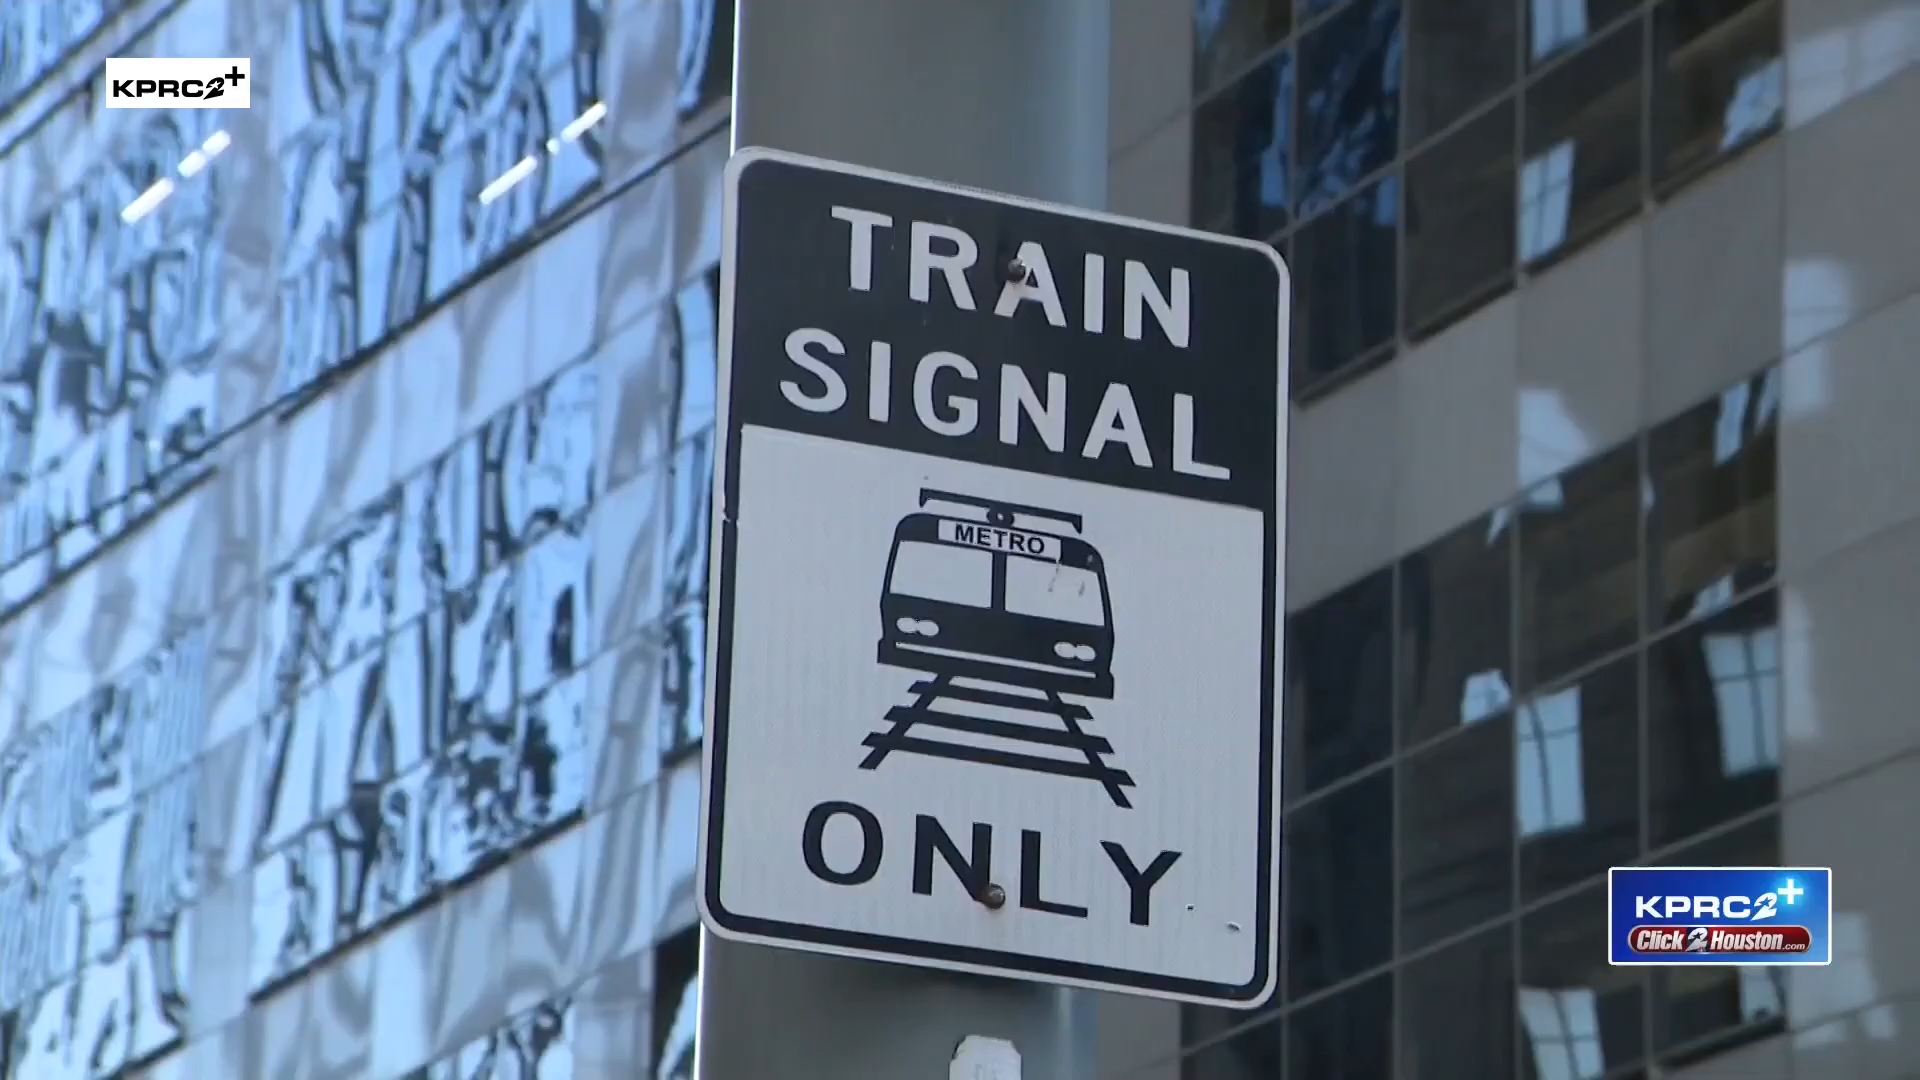 KPRC2+
TRAIN
SIGNAL
METRO
ONLY
KPRC2+
Click2Houston.com